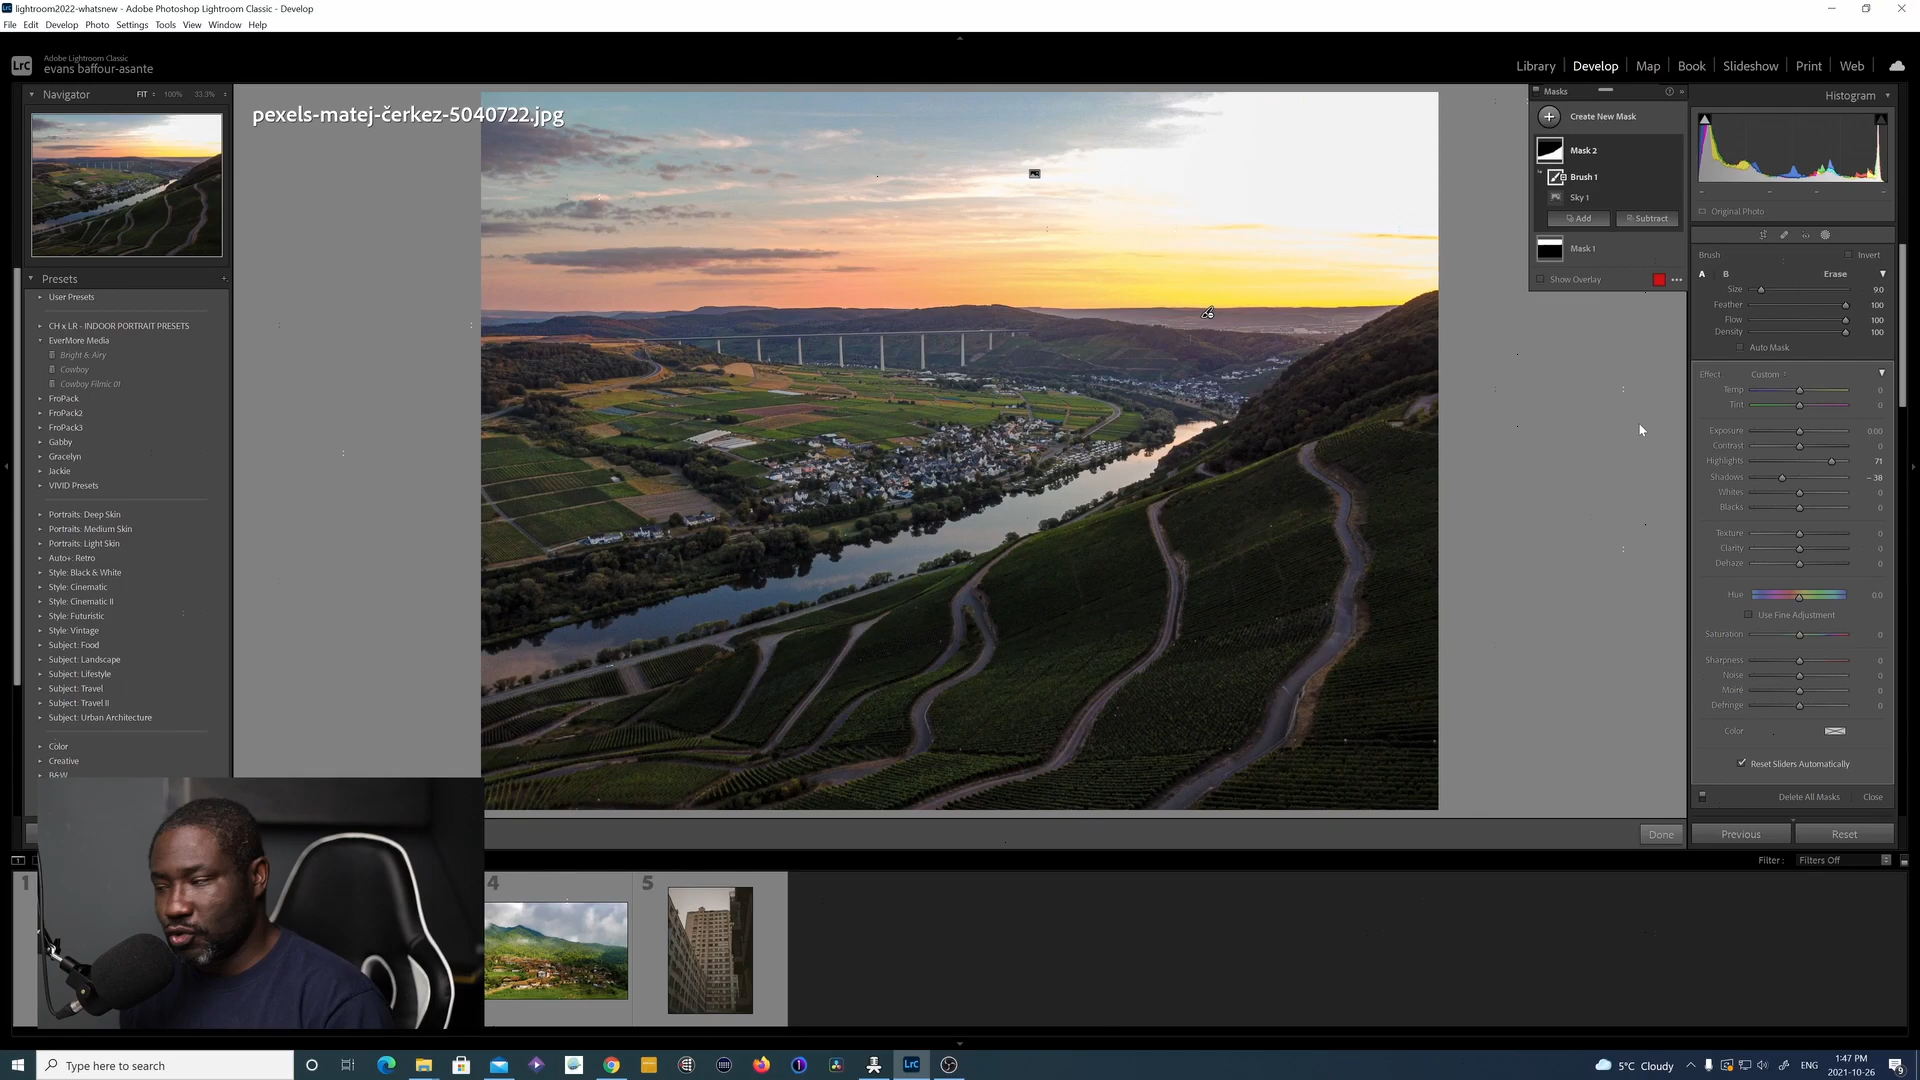 lightroom2022-whatsnew - Adobe Photoshop Lightroom Classic - Develop
File Edit Develop Photo Settings Tools View Window Help
LrC
Adobe Lightroom Classic
evans baffour-asante
Library Develop Map Book Slideshow Print Web
Navigator FIT 100% 33.3%
pexels-matej-čerkez-5040722.jpg
Presets
User Presets
CH x LR - INDOOR PORTRAIT PRESETS
EverMore Media
Bright & Airy
Cowboy
Cowboy Filmic 01
FroPack
FroPack2
FroPack3
Gabby
Gracelyn
Jackie
VIVID Presets
Portraits: Deep Skin
Portraits: Medium Skin
Portraits: Light Skin
Auto+: Retro
Style: Black & White
Style: Cinematic
Style: Cinematic II
Style: Futuristic
Style: Vintage
Subject: Food
Subject: Landscape
Subject: Lifestyle
Subject: Travel
Subject: Travel II
Subject: Urban Architecture
Color
Creative
B&W
Masks
Create New Mask
Mask 2
Brush 1
Sky 1
Add Subtract
Mask 1
Show Overlay
Histogram
Original Photo
Brush Invert
A B Erase
Size 9.0
Feather 100
Flow 100
Density 100
Auto Mask
Effect Custom
Temp 0
Tint 0
Exposure 0.00
Contrast 0
Highlights 71
Shadows – 38
Whites 0
Blacks 0
Texture 0
Clarity 0
Dehaze 0
Hue 0.0
Use Fine Adjustment
Saturation 0
Sharpness 0
Noise 0
Moiré 0
Defringe 0
Color
Reset Sliders Automatically
Delete All Masks Close
Done Previous Reset
1
Filter : Filters Off
1 4 5
Type here to search
LrC
5°C Cloudy
ENG
1:47 PM
2021-10-26